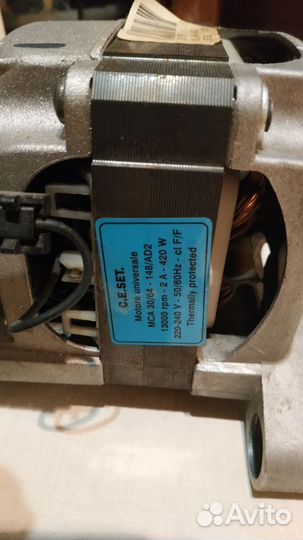 C.E.SET.
Motore universale
MCA 30/64 - 148/AD2
13000 rpm - 2 A - 420 W
220-240 V - 50/60Hz - cl F/F
Thermally protected
Avito